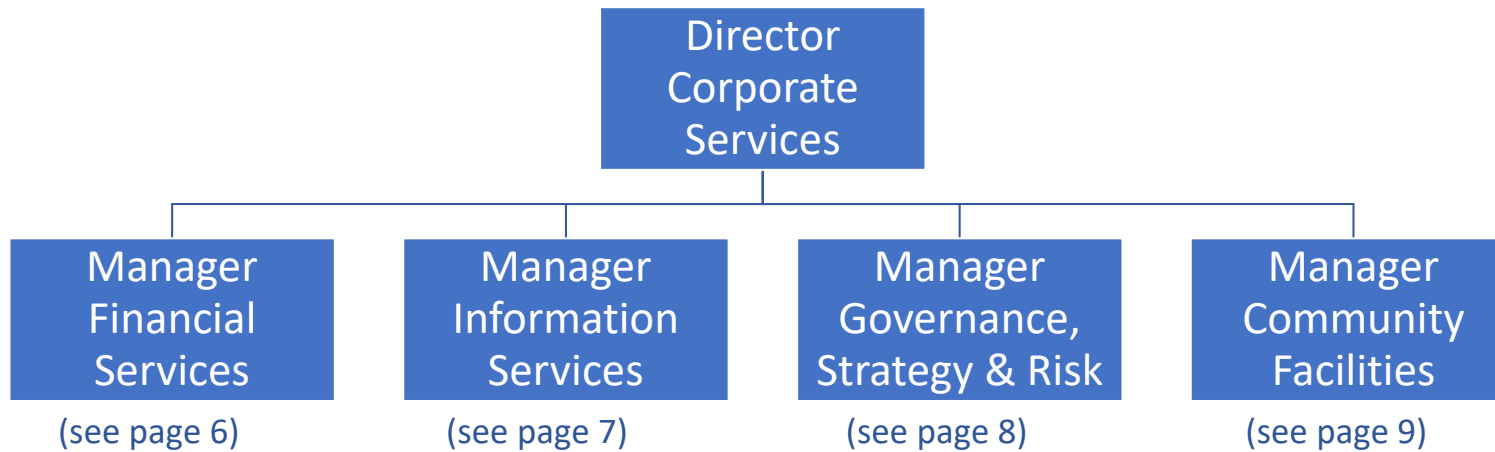 Director
Corporate
Services
Manager
Financial
Services
(see page 6)
Manager
Information
Services
(see page 7)
Manager
Governance,
Strategy & Risk
(see page 8)
Manager
Community
Facilities
(see page 9)